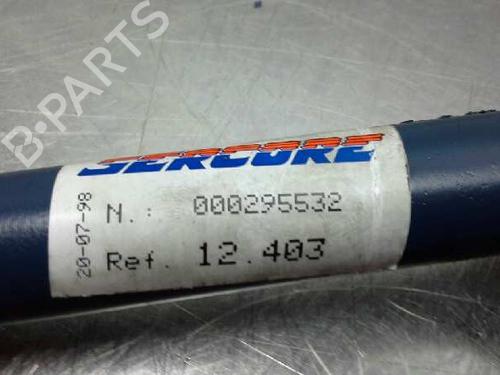 B-PARTS
SERCORE
N.: 000295532
Ref. 12.403
20-07-98